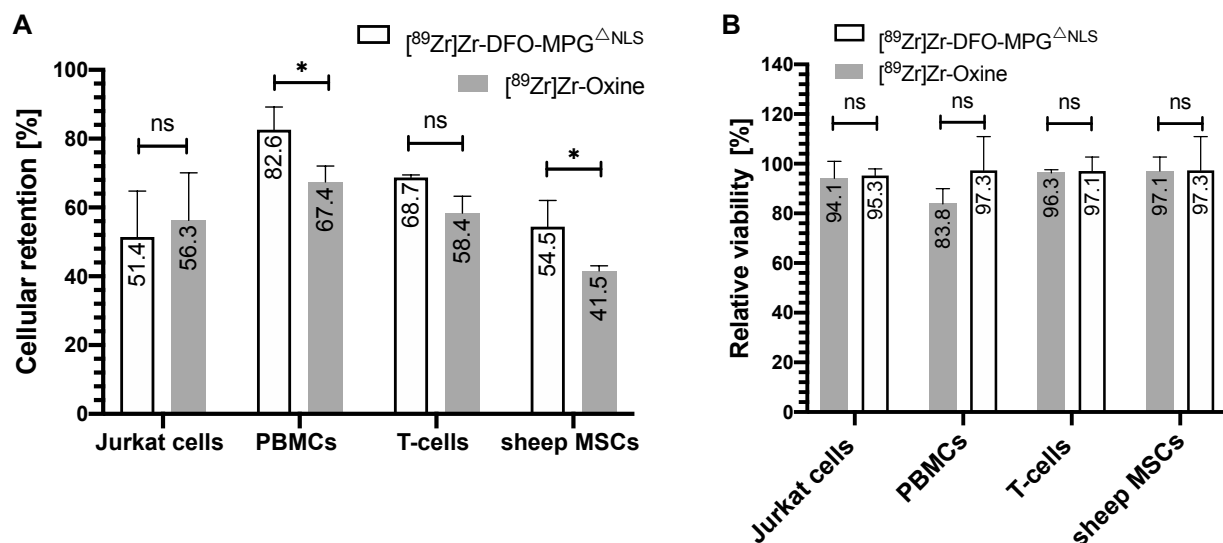 A
[⁸⁹Zr]Zr-DFO-MPG△NLS
[⁸⁹Zr]Zr-Oxine
Cellular retention [%]
100
80
60
40
20
0
ns
*
ns
*
51.4
56.3
82.6
67.4
68.7
58.4
54.5
41.5
Jurkat cells
PBMCs
T-cells
sheep MSCs
B
[⁸⁹Zr]Zr-DFO-MPG△NLS
[⁸⁹Zr]Zr-Oxine
Relative viability [%]
140
120
100
80
60
40
20
0
ns
ns
ns
ns
94.1
95.3
83.8
97.3
96.3
97.1
97.1
97.3
Jurkat cells
PBMCs
T-cells
sheep MSCs